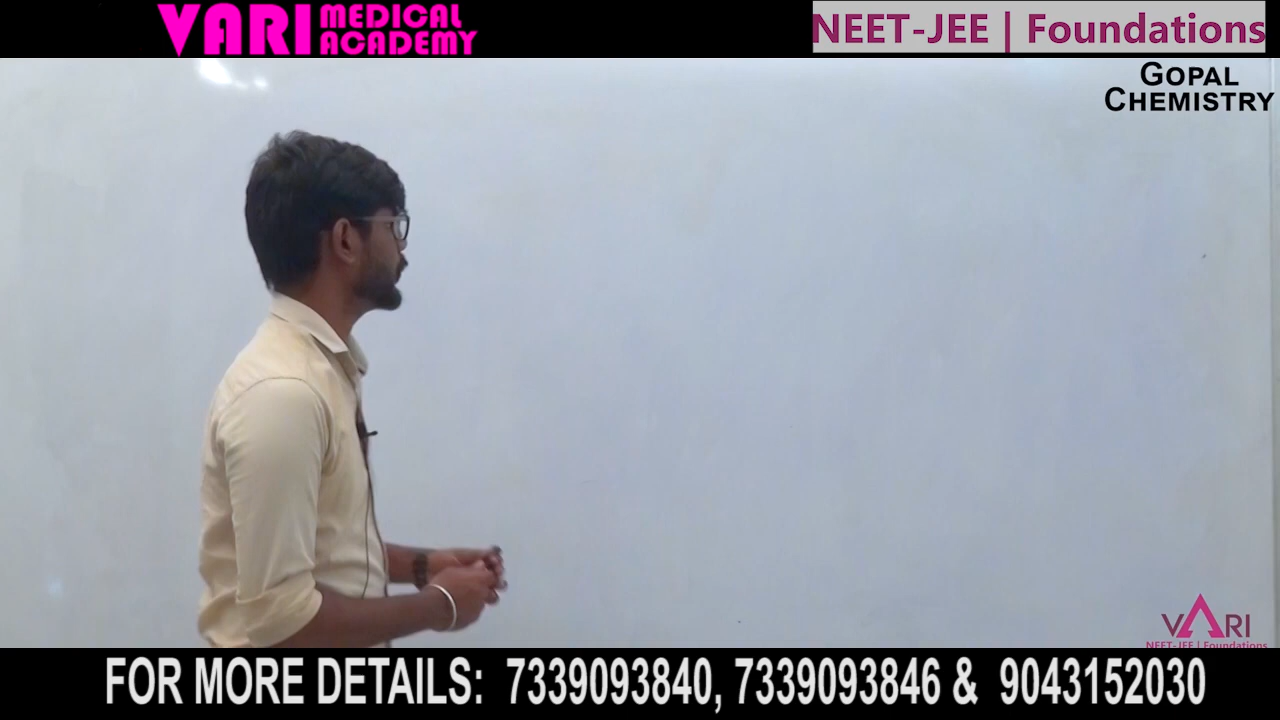 VARI MEDICAL ACADEMY
NEET-JEE | Foundations
GOPAL
CHEMISTRY
VARI
NEET-JEE | Foundations
FOR MORE DETAILS: 7339093840, 7339093846 & 9043152030